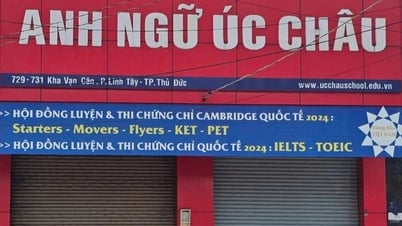 ANH NGỮ ÚC CHÂU
729-731 Kha Vạn Cân, P.Linh Tây - TP.Thủ Đức
www.ucchauschool.edu.vn
>> HỘI ĐỒNG LUYỆN & THI CHỨNG CHỈ CAMBRIDGE QUỐC TẾ 2024 :
Starters - Movers - Flyers - KET - PET
>> HỘI ĐỒNG LUYỆN & THI CHỨNG CHỈ QUỐC TẾ 2024 : IELTS - TOEIC
VIỆT NAM